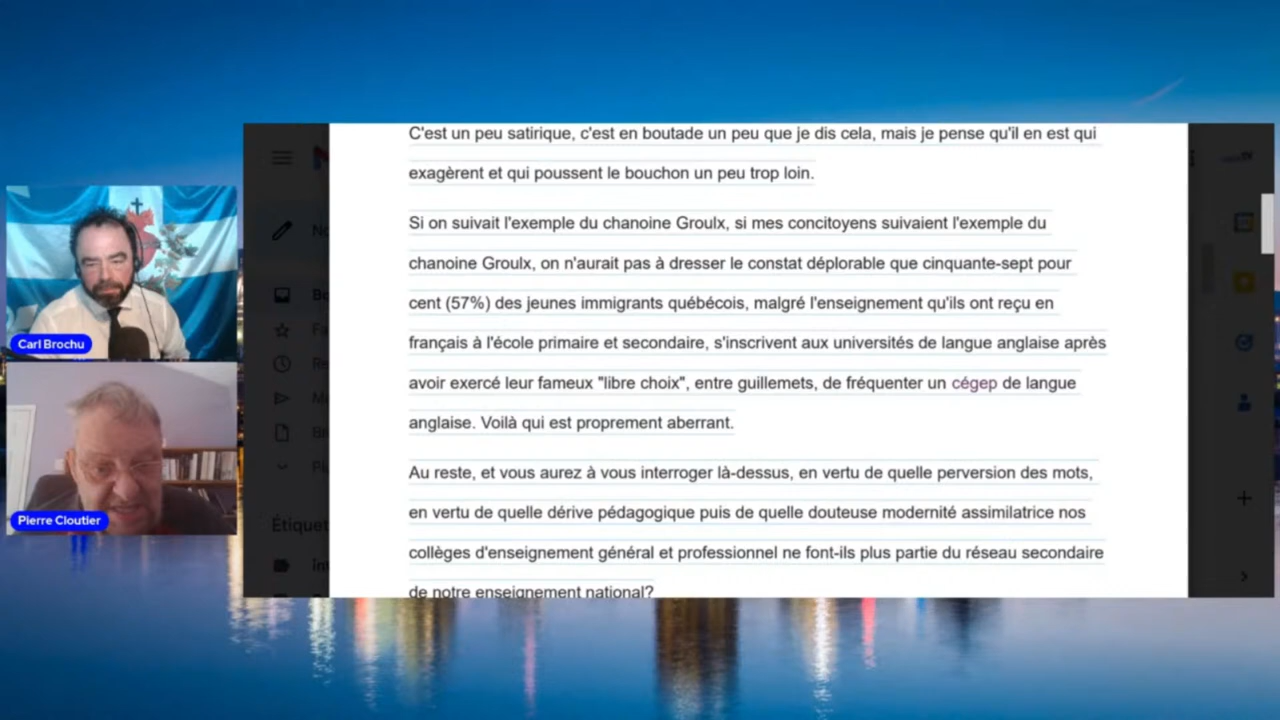 C'est un peu satirique, c'est en boutade un peu que je dis cela, mais je pense qu'il en est qui
exagèrent et qui poussent le bouchon un peu trop loin.
Si on suivait l'exemple du chanoine Groulx, si mes concitoyens suivaient l'exemple du
chanoine Groulx, on n'aurait pas à dresser le constat déplorable que cinquante-sept pour
cent (57%) des jeunes immigrants québécois, malgré l'enseignement qu'ils ont reçu en
français à l'école primaire et secondaire, s'inscrivent aux universités de langue anglaise après
avoir exercé leur fameux "libre choix", entre guillemets, de fréquenter un cégep de langue
anglaise. Voilà qui est proprement aberrant.
Au reste, et vous aurez à vous interroger là-dessus, en vertu de quelle perversion des mots,
en vertu de quelle dérive pédagogique puis de quelle douteuse modernité assimilatrice nos
collèges d'enseignement général et professionnel ne font-ils plus partie du réseau secondaire
de notre enseignement national?
Carl Brochu
Pierre Cloutier
Étiquet